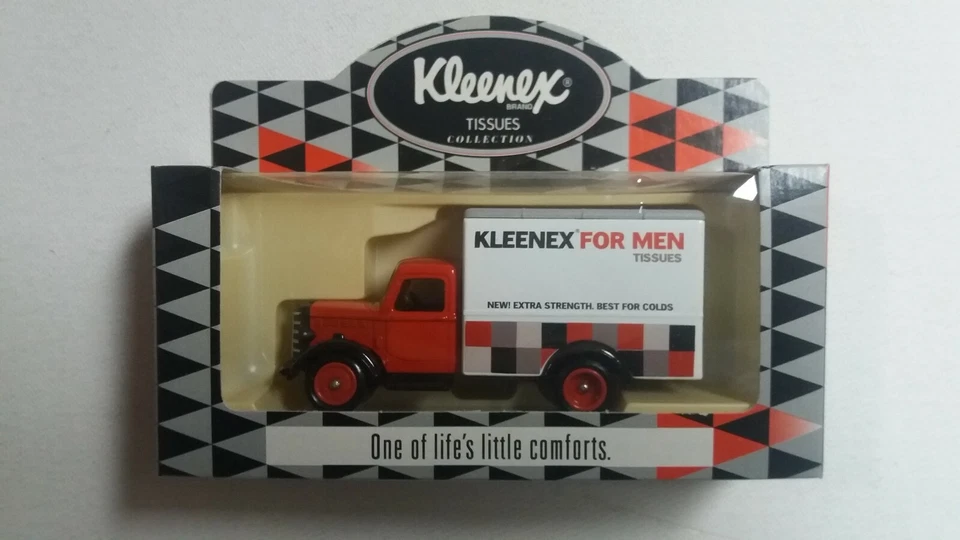 Kleenex®
BRAND
TISSUES
COLLECTION
KLEENEX® FOR MEN
TISSUES
NEW! EXTRA STRENGTH. BEST FOR COLDS
One of life's little comforts.